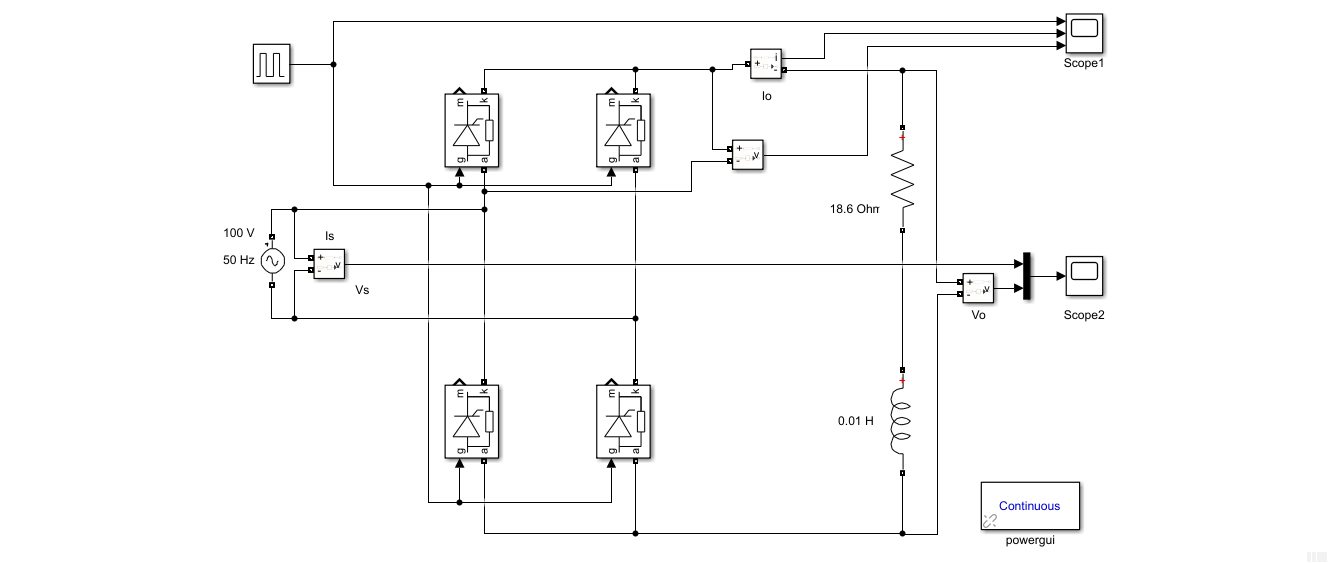 Scope1
i
+
-
Io
m
k
m
k
g
a
g
a
+
-
v
+
18.6 Ohm
100 V
50 Hz
Is
+
-
v
Vs
+
-
v
Vo
Scope2
m
k
m
k
g
a
g
a
+
0.01 H
Continuous
powergui